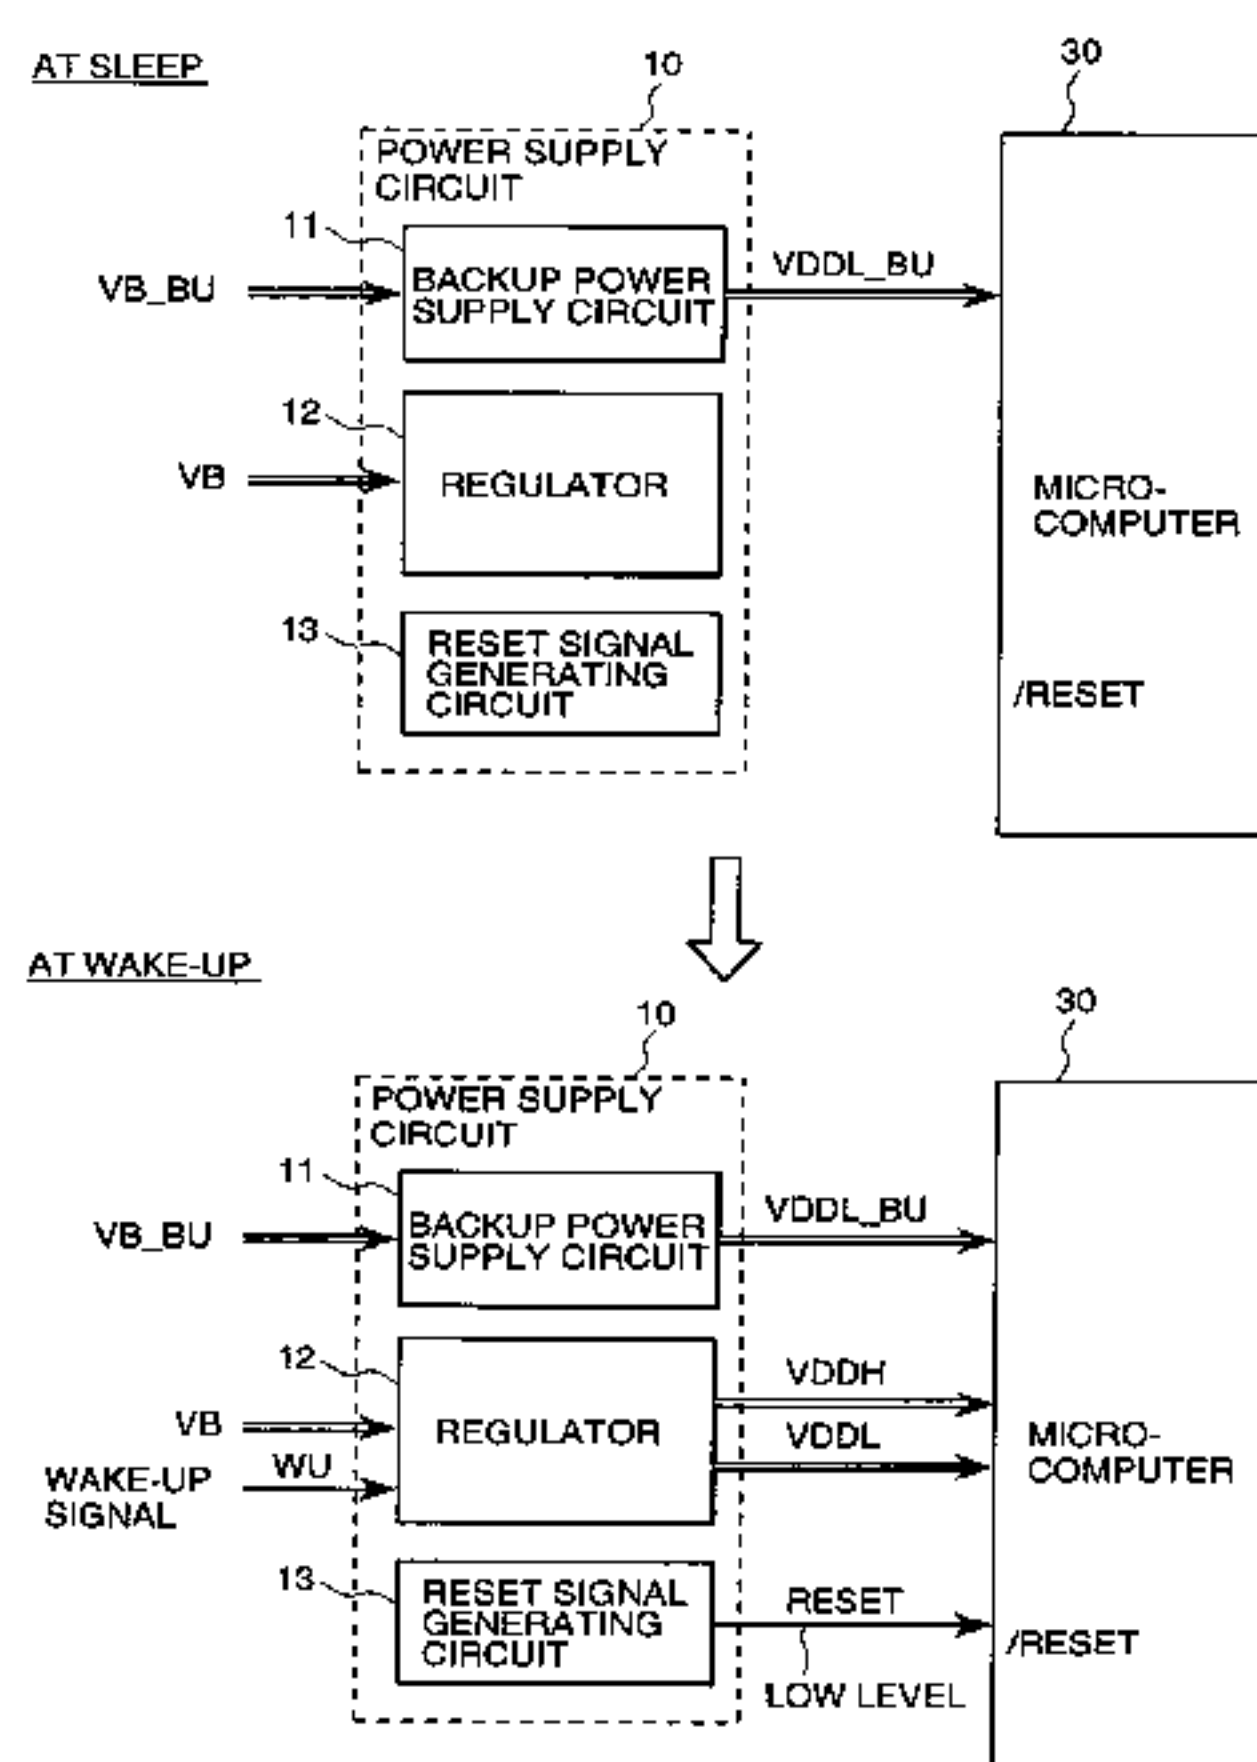 AT SLEEP
10
30
POWER SUPPLY
CIRCUIT
11
VB_BU
BACKUP POWER
SUPPLY CIRCUIT
VDDL_BU
12
VB
REGULATOR
MICRO-
COMPUTER
13
RESET SIGNAL
GENERATING
CIRCUIT
/RESET
AT WAKE-UP
10
30
POWER SUPPLY
CIRCUIT
11
VB_BU
BACKUP POWER
SUPPLY CIRCUIT
VDDL_BU
12
VDDH
VB
REGULATOR
VDDL
MICRO-
COMPUTER
WU
WAKE-UP
SIGNAL
13
RESET SIGNAL
GENERATING
CIRCUIT
RESET
/RESET
LOW LEVEL